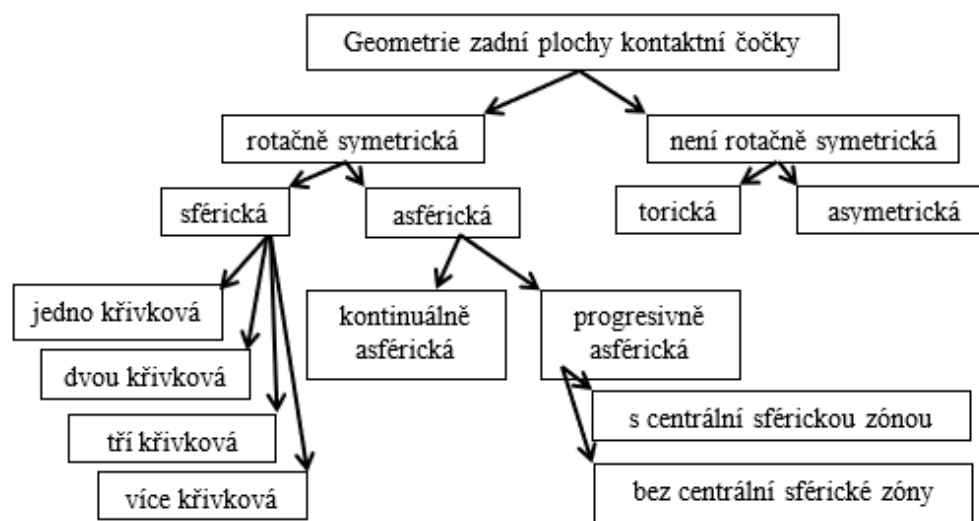 Geometrie zadní plochy kontaktní čočky
rotačně symetrická
není rotačně symetrická
sférická
asférická
torická
asymetrická
jedno křivková
dvou křivková
tří křivková
více křivková
kontinuálně
asférická
progresivně
asférická
s centrální sférickou zónou
bez centrální sférické zóny